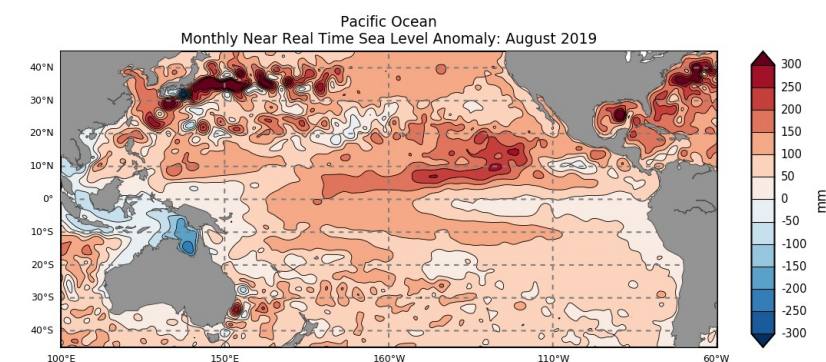 Pacific Ocean
Monthly Near Real Time Sea Level Anomaly: August 2019
40°N
30°N
20°N
10°N
0°
10°S
20°S
30°S
40°S
100°E
150°E
160°W
110°W
60°W
300
250
200
150
100
50
0
-50
-100
-150
-200
-250
-300
mm